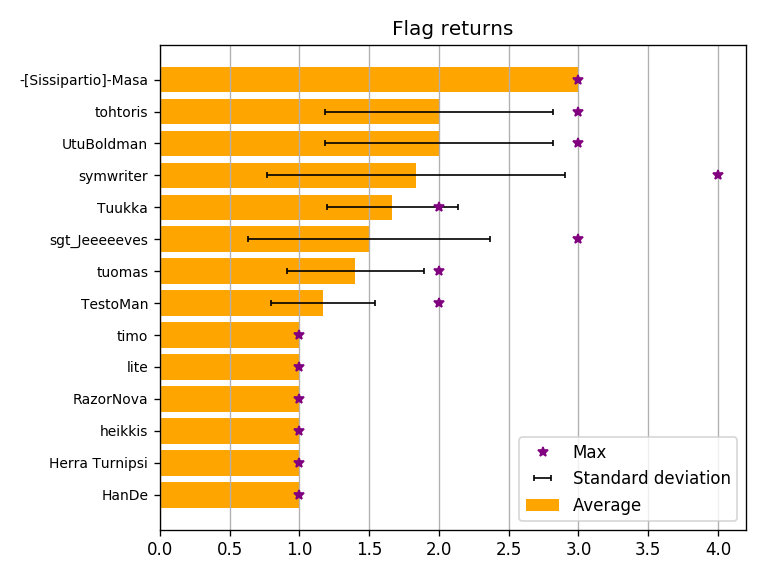 Flag returns
-[Sissipartio]-Masa
tohtoris
UtuBoldman
symwriter
Tuukka
sgt_Jeeeeeves
tuomas
TestoMan
timo
lite
RazorNova
heikkis
Herra Turnipsi
HanDe
Max
Standard deviation
Average
0.0 0.5 1.0 1.5 2.0 2.5 3.0 3.5 4.0